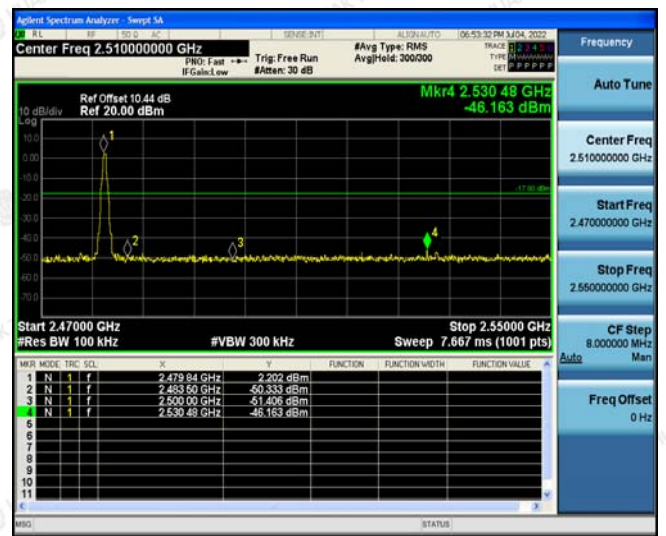 Agilent Spectrum Analyzer - Swept SA
RL RF 50 Ω AC SENSE:INT ALIGNAUTO 06:53:32 PM Jul 04, 2022
Center Freq 2.510000000 GHz
PNO: Fast Trig: Free Run
IFGain:Low #Atten: 30 dB
#Avg Type: RMS
Avg|Hold: 300/300
TRACE 1 2 3 4 5 6
TYPE M
DET P P P P P P
Ref Offset 10.44 dB
10 dB/div Ref 20.00 dBm
Log
Mkr4 2.530 48 GHz
-46.163 dBm
10.0
0.00
-10.0
-20.0
-30.0
-40.0
-50.0
-60.0
-70.0
-17.80 dBm
1
2
3
4
Start 2.47000 GHz Stop 2.55000 GHz
#Res BW 100 kHz #VBW 300 kHz Sweep 7.667 ms (1001 pts)
MKR MODE TRC SCL X Y FUNCTION FUNCTION WIDTH FUNCTION VALUE
1 N 1 f 2.479 84 GHz 2.202 dBm
2 N 1 f 2.483 50 GHz -50.333 dBm
3 N 1 f 2.500 00 GHz -51.406 dBm
4 N 1 f 2.530 48 GHz -46.163 dBm
5
6
7
8
9
10
11
MSG STATUS
Frequency
Auto Tune
Center Freq
2.510000000 GHz
Start Freq
2.470000000 GHz
Stop Freq
2.550000000 GHz
CF Step
8.000000 MHz
Auto Man
Freq Offset
0 Hz